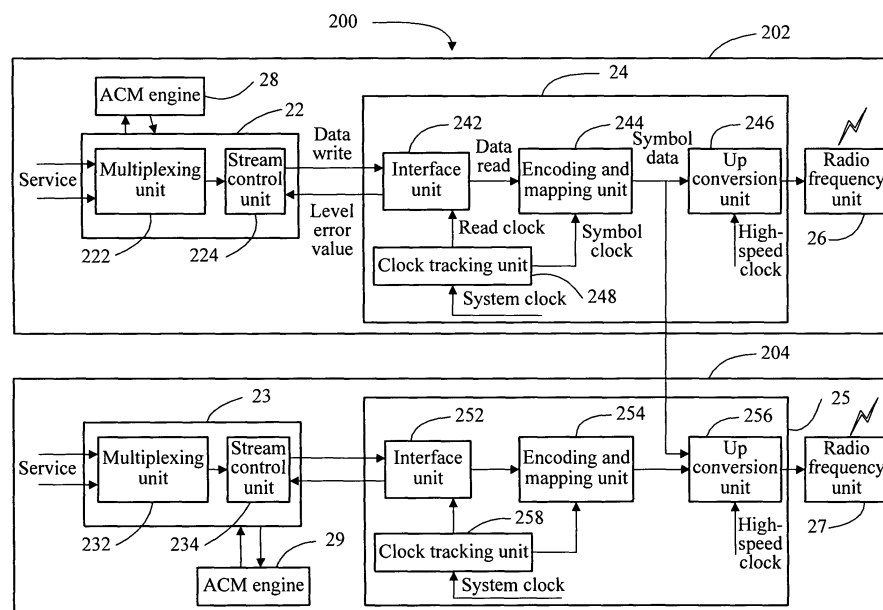 200
202
28
ACM engine
22
24
Data
write
242
Data
read
244
Symbol
data
246
Service
Multiplexing
unit
Stream
control
unit
Interface
unit
Encoding and
mapping unit
Up
conversion
unit
Radio
frequency
unit
Level
error
value
Read clock
Symbol
clock
High-
speed
clock
26
222
224
Clock tracking unit
248
System clock
204
23
252
254
256
25
Service
Multiplexing
unit
Stream
control
unit
Interface
unit
Encoding and
mapping unit
Up
conversion
unit
Radio
frequency
unit
232
234
29
258
High-
speed
clock
27
Clock tracking unit
ACM engine
System clock